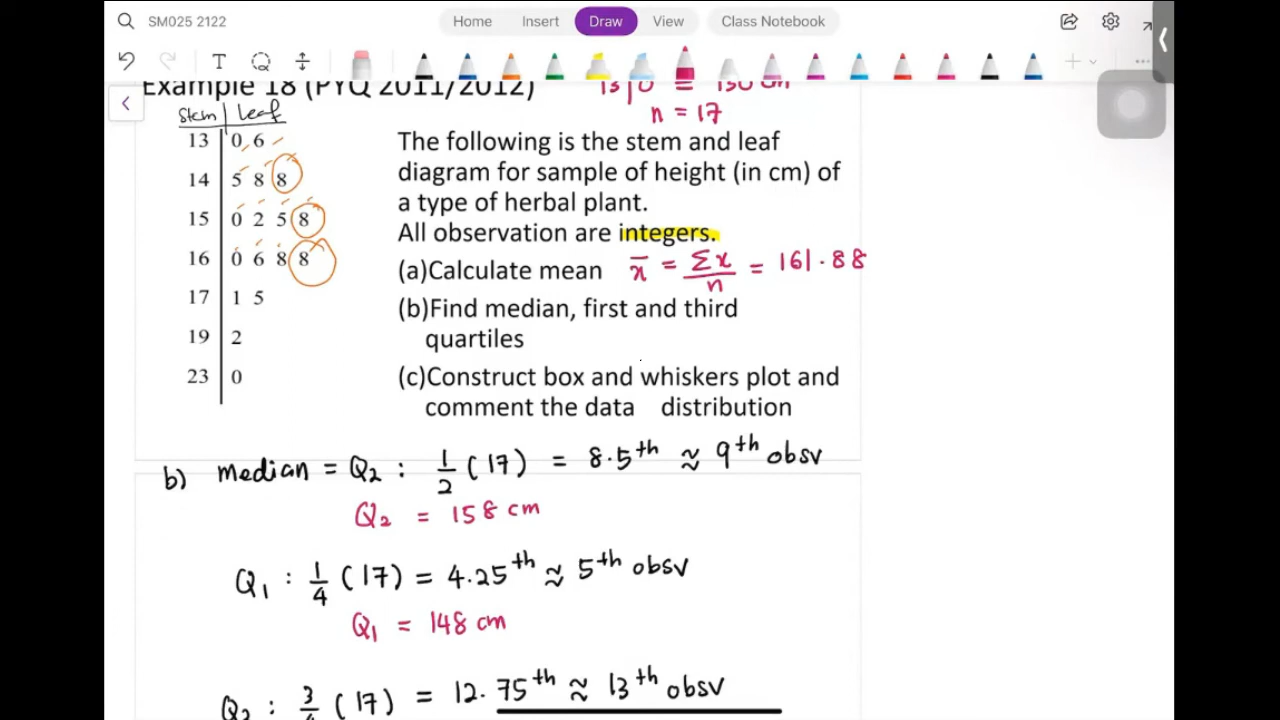 SM025 2122
Home Insert Draw View Class Notebook
Example 18 (PYQ 2011/2012)
13|0 = 130 cm
n = 17
Stem | Leaf
13 | 0, 6
14 | 5 8 8
15 | 0 2 5 8
16 | 0 6 8 8
17 | 1 5
19 | 2
23 | 0
The following is the stem and leaf
diagram for sample of height (in cm) of
a type of herbal plant.
All observation are integers.
(a)Calculate mean x̄ = Σx/n = 161.88
(b)Find median, first and third
quartiles
(c)Construct box and whiskers plot and
comment the data distribution
b) median = Q2 : 1/2 (17) = 8.5th ≈ 9th obsv
Q2 = 158 cm
Q1 : 1/4 (17) = 4.25th ≈ 5th obsv
Q1 = 148 cm
: 3/4 (17) = 12.75th ≈ 13th obsv